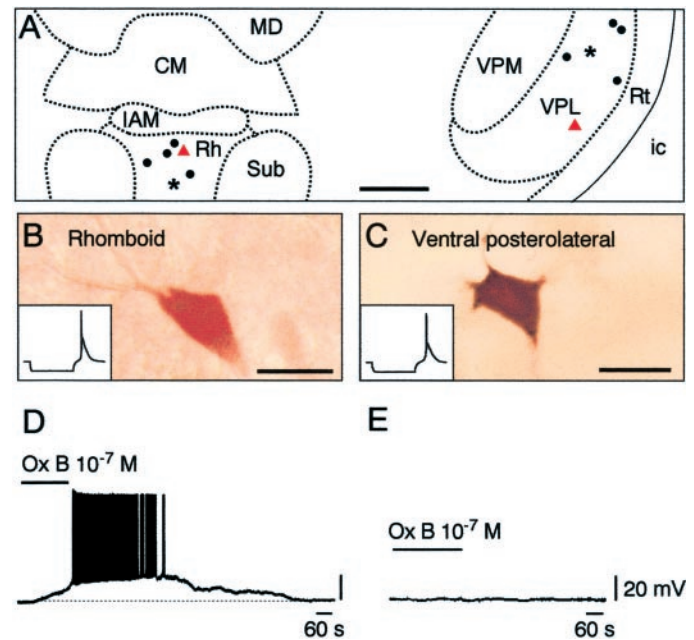 A
MD
CM
IAM
Rh
Sub
VPM
VPL
Rt
ic
*
*
B
Rhomboid
C
Ventral posterolateral
D
Ox B 10⁻⁷ M
60 s
E
Ox B 10⁻⁷ M
20 mV
60 s